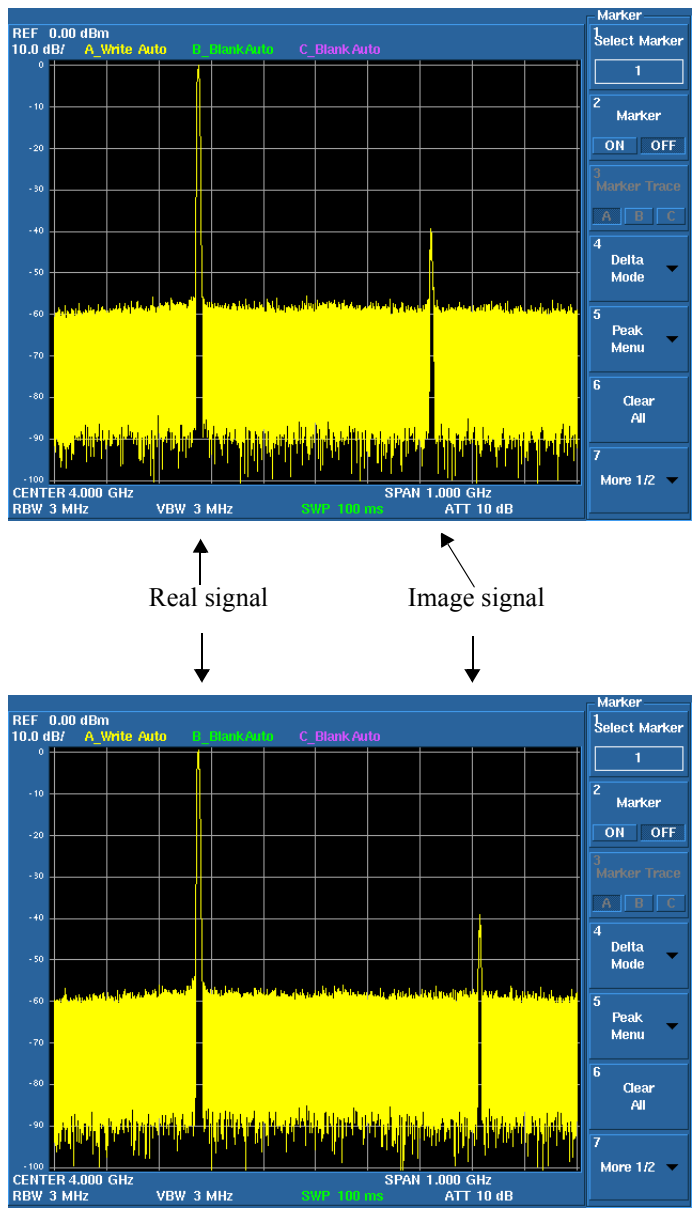 REF 0.00 dBm
10.0 dB/ A_Write Auto B_BlankAuto C_BlankAuto
0
-10
-20
-30
-40
-50
-60
-70
-80
-90
-100
CENTER 4.000 GHz SPAN 1.000 GHz
RBW 3 MHz VBW 3 MHz SWP 100 ms ATT 10 dB
Marker
1
Select Marker
1
2
Marker
ON OFF
3
Marker Trace
A B C
4
Delta
Mode
5
Peak
Menu
6
Clear
All
7
More 1/2
Real signal Image signal
REF 0.00 dBm
10.0 dB/ A_Write Auto B_BlankAuto C_BlankAuto
0
-10
-20
-30
-40
-50
-60
-70
-80
-90
-100
CENTER 4.000 GHz SPAN 1.000 GHz
RBW 3 MHz VBW 3 MHz SWP 100 ms ATT 10 dB
Marker
1
Select Marker
1
2
Marker
ON OFF
3
Marker Trace
A B C
4
Delta
Mode
5
Peak
Menu
6
Clear
All
7
More 1/2